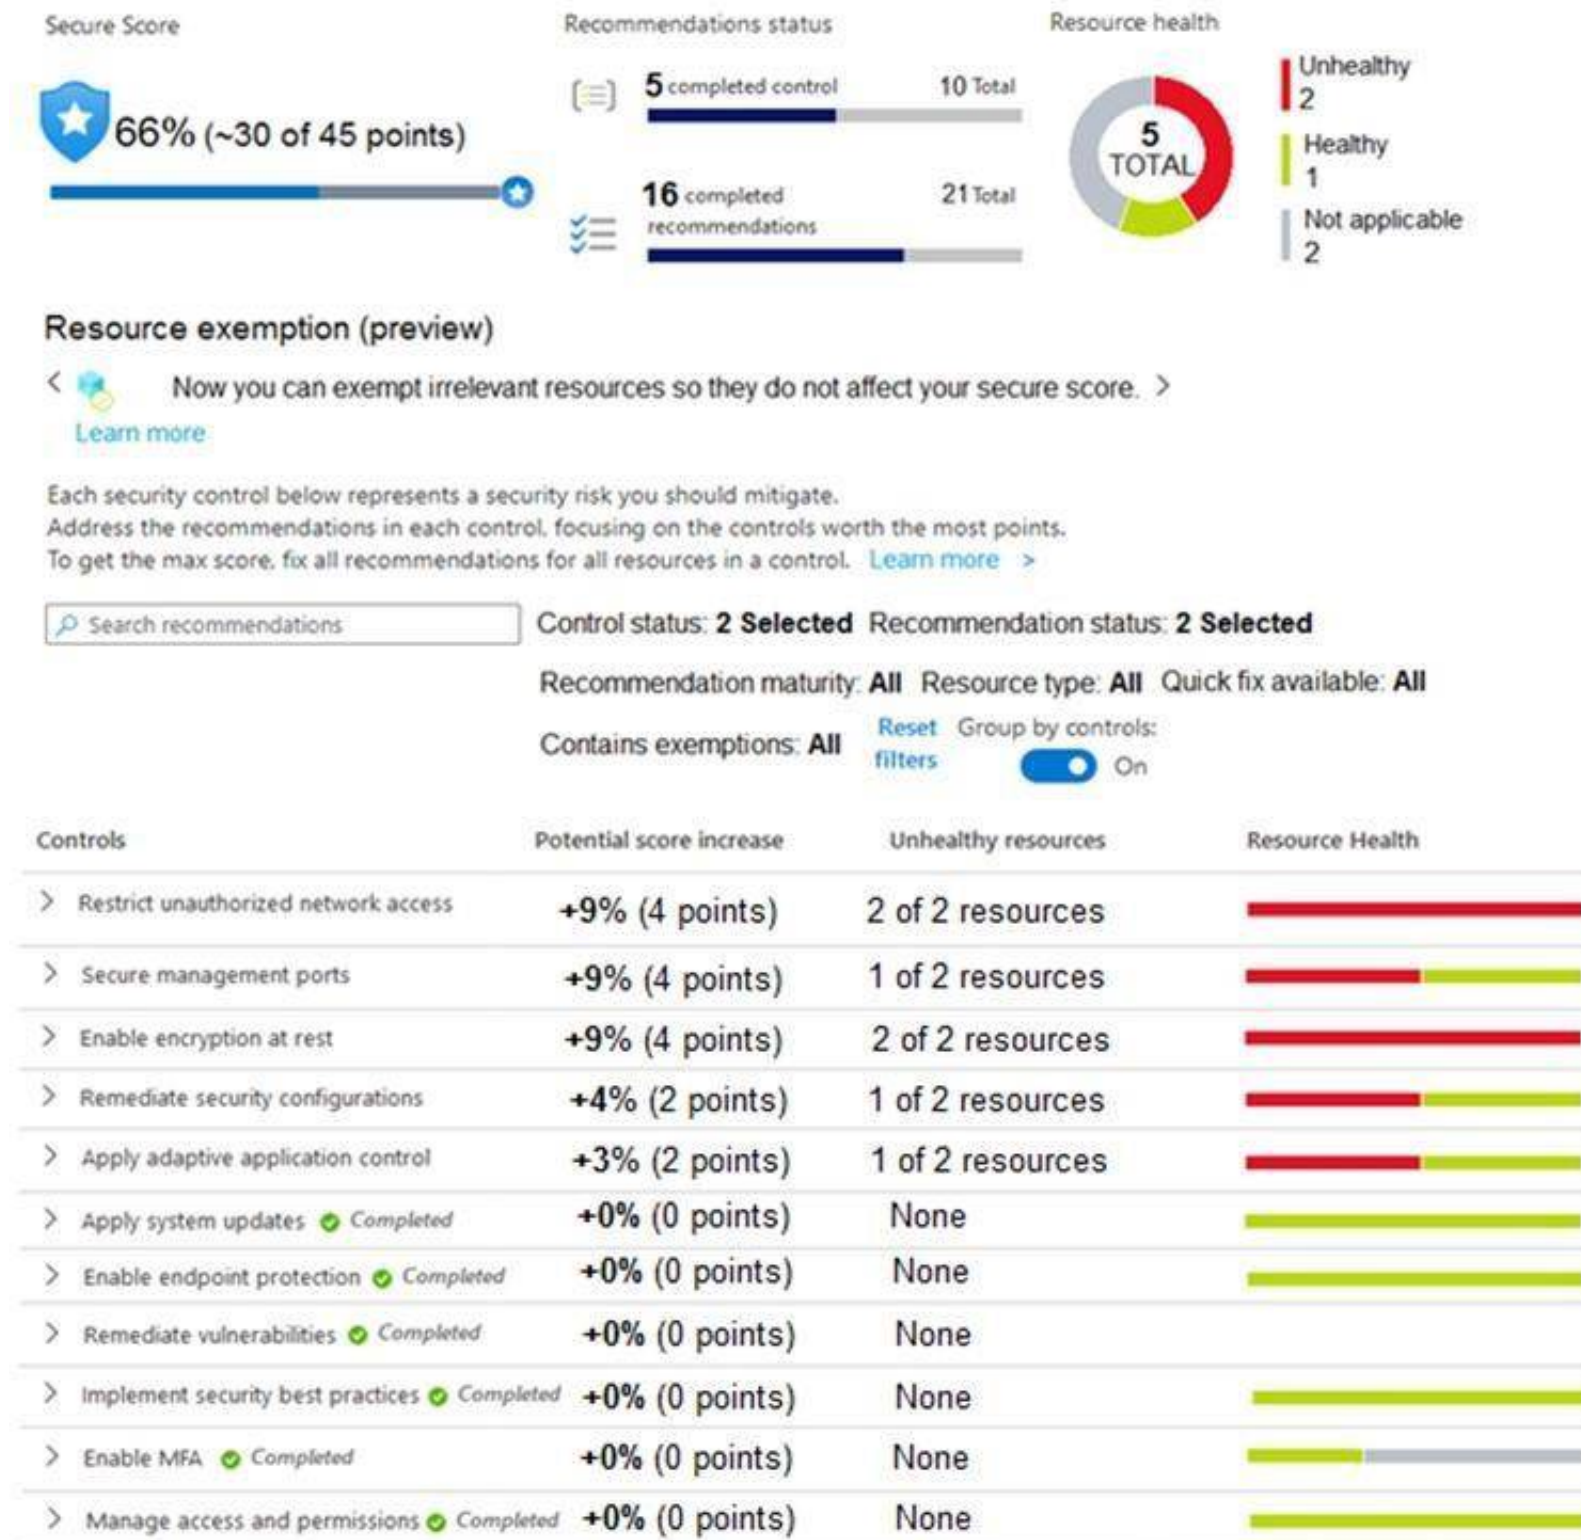 Secure Score
66% (~30 of 45 points)
Recommendations status
5 completed control 10 Total
16 completed 21 Total
recommendations
Resource health
5
TOTAL
Unhealthy
2
Healthy
1
Not applicable
2
Resource exemption (preview)
Now you can exempt irrelevant resources so they do not affect your secure score.
Learn more
Each security control below represents a security risk you should mitigate.
Address the recommendations in each control. focusing on the controls worth the most points.
To get the max score. fix all recommendations for all resources in a control. Learn more >
Search recommendations Control status: 2 Selected Recommendation status: 2 Selected
Recommendation maturity: All Resource type: All Quick fix available: All
Contains exemptions: All Reset filters Group by controls: On
Controls Potential score increase Unhealthy resources Resource Health
> Restrict unauthorized network access +9% (4 points) 2 of 2 resources
> Secure management ports +9% (4 points) 1 of 2 resources
> Enable encryption at rest +9% (4 points) 2 of 2 resources
> Remediate security configurations +4% (2 points) 1 of 2 resources
> Apply adaptive application control +3% (2 points) 1 of 2 resources
> Apply system updates Completed +0% (0 points) None
> Enable endpoint protection Completed +0% (0 points) None
> Remediate vulnerabilities Completed +0% (0 points) None
> Implement security best practices Completed +0% (0 points) None
> Enable MFA Completed +0% (0 points) None
> Manage access and permissions Completed +0% (0 points) None